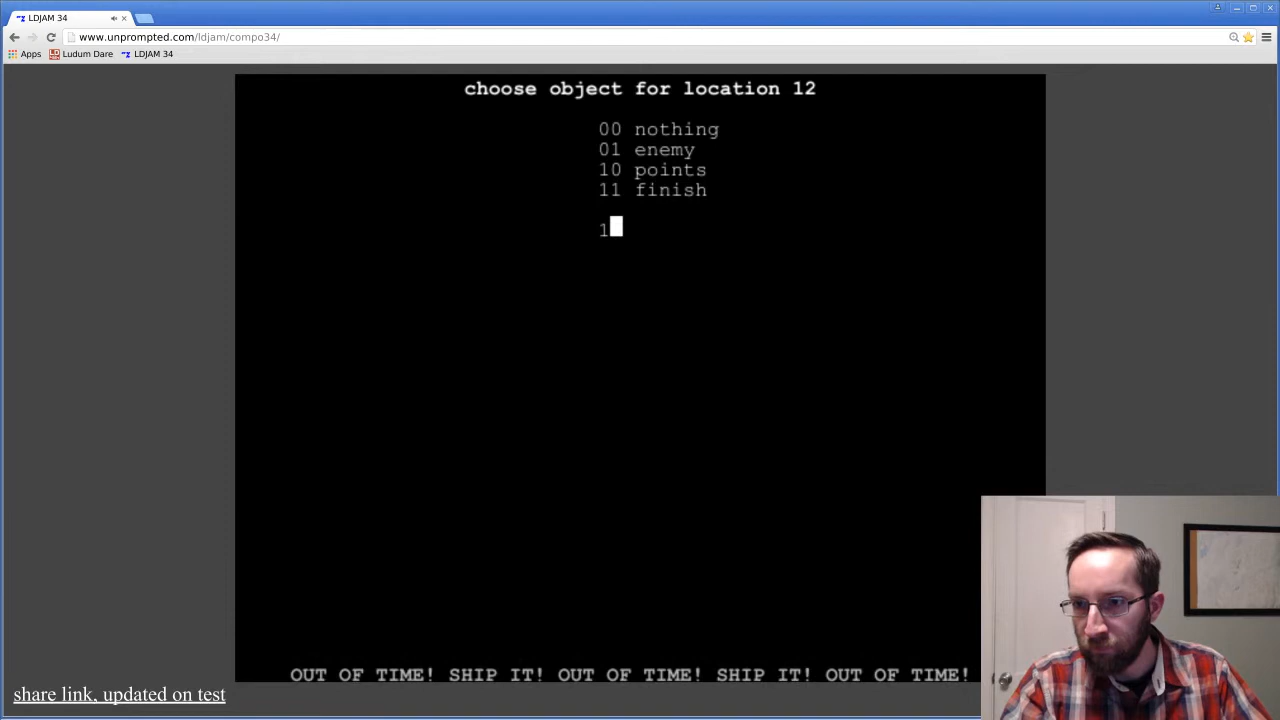 LDJAM 34
www.unprompted.com/ldjam/compo34/
Apps Ludum Dare LDJAM 34
choose object for location 12
00 nothing
01 enemy
10 points
11 finish
1
OUT OF TIME! SHIP IT! OUT OF TIME! SHIP IT! OUT OF TIME!
share link, updated on test